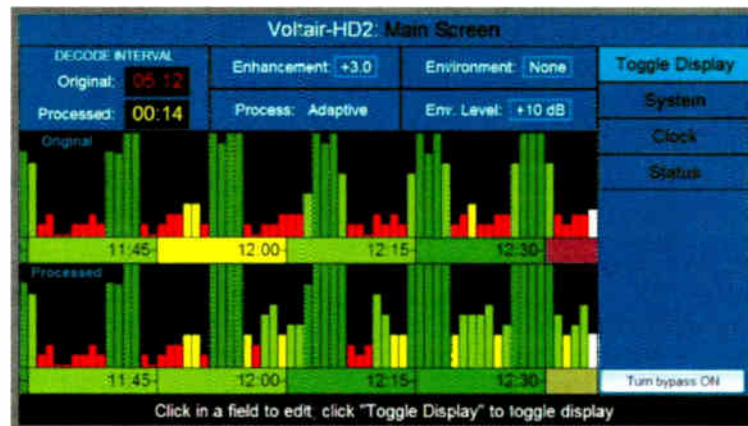 Voltair-HD2: Main Screen
DECODE INTERVAL
Original: 05:12
Processed: 00:14
Enhancement: +3.0
Environment: None
Process: Adaptive
Env. Level: +10 dB
Toggle Display
System
Clock
Status
Original
11:45
12:00
12:15
12:30
Processed
11:45
12:00
12:15
12:30
Turn bypass ON
Click in a field to edit, click "Toggle Display" to toggle display